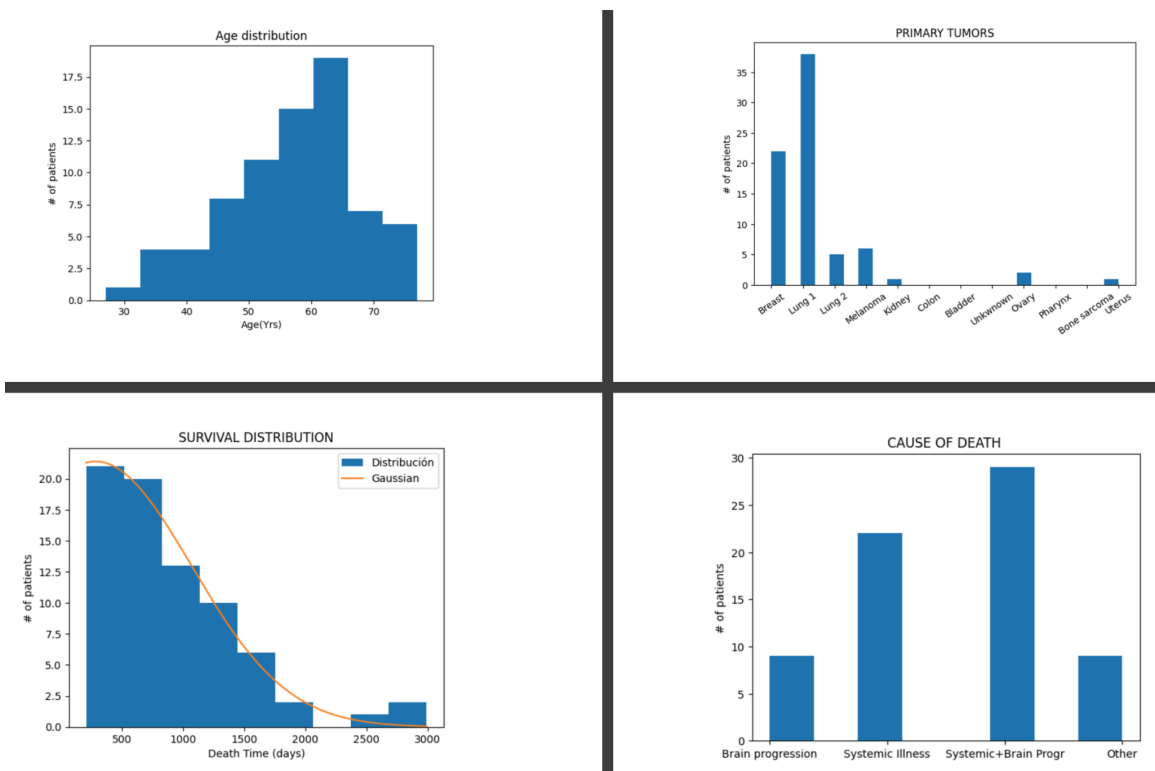 Age distribution
17.5
15.0
12.5
10.0
7.5
5.0
2.5
0.0
# of patients
30 40 50 60 70
Age(Yrs)
PRIMARY TUMORS
35
30
25
20
15
10
5
0
# of patients
Breast Lung 1 Lung 2 Melanoma Kidney Colon Bladder Unkwnown Ovary Pharynx Bone sarcoma Uterus
SURVIVAL DISTRIBUTION
Distribución
Gaussian
20.0
17.5
15.0
12.5
10.0
7.5
5.0
2.5
0.0
# of patients
500 1000 1500 2000 2500 3000
Death Time (days)
CAUSE OF DEATH
30
25
20
15
10
5
0
# of patients
Brain progression Systemic Illness Systemic+Brain Progr Other